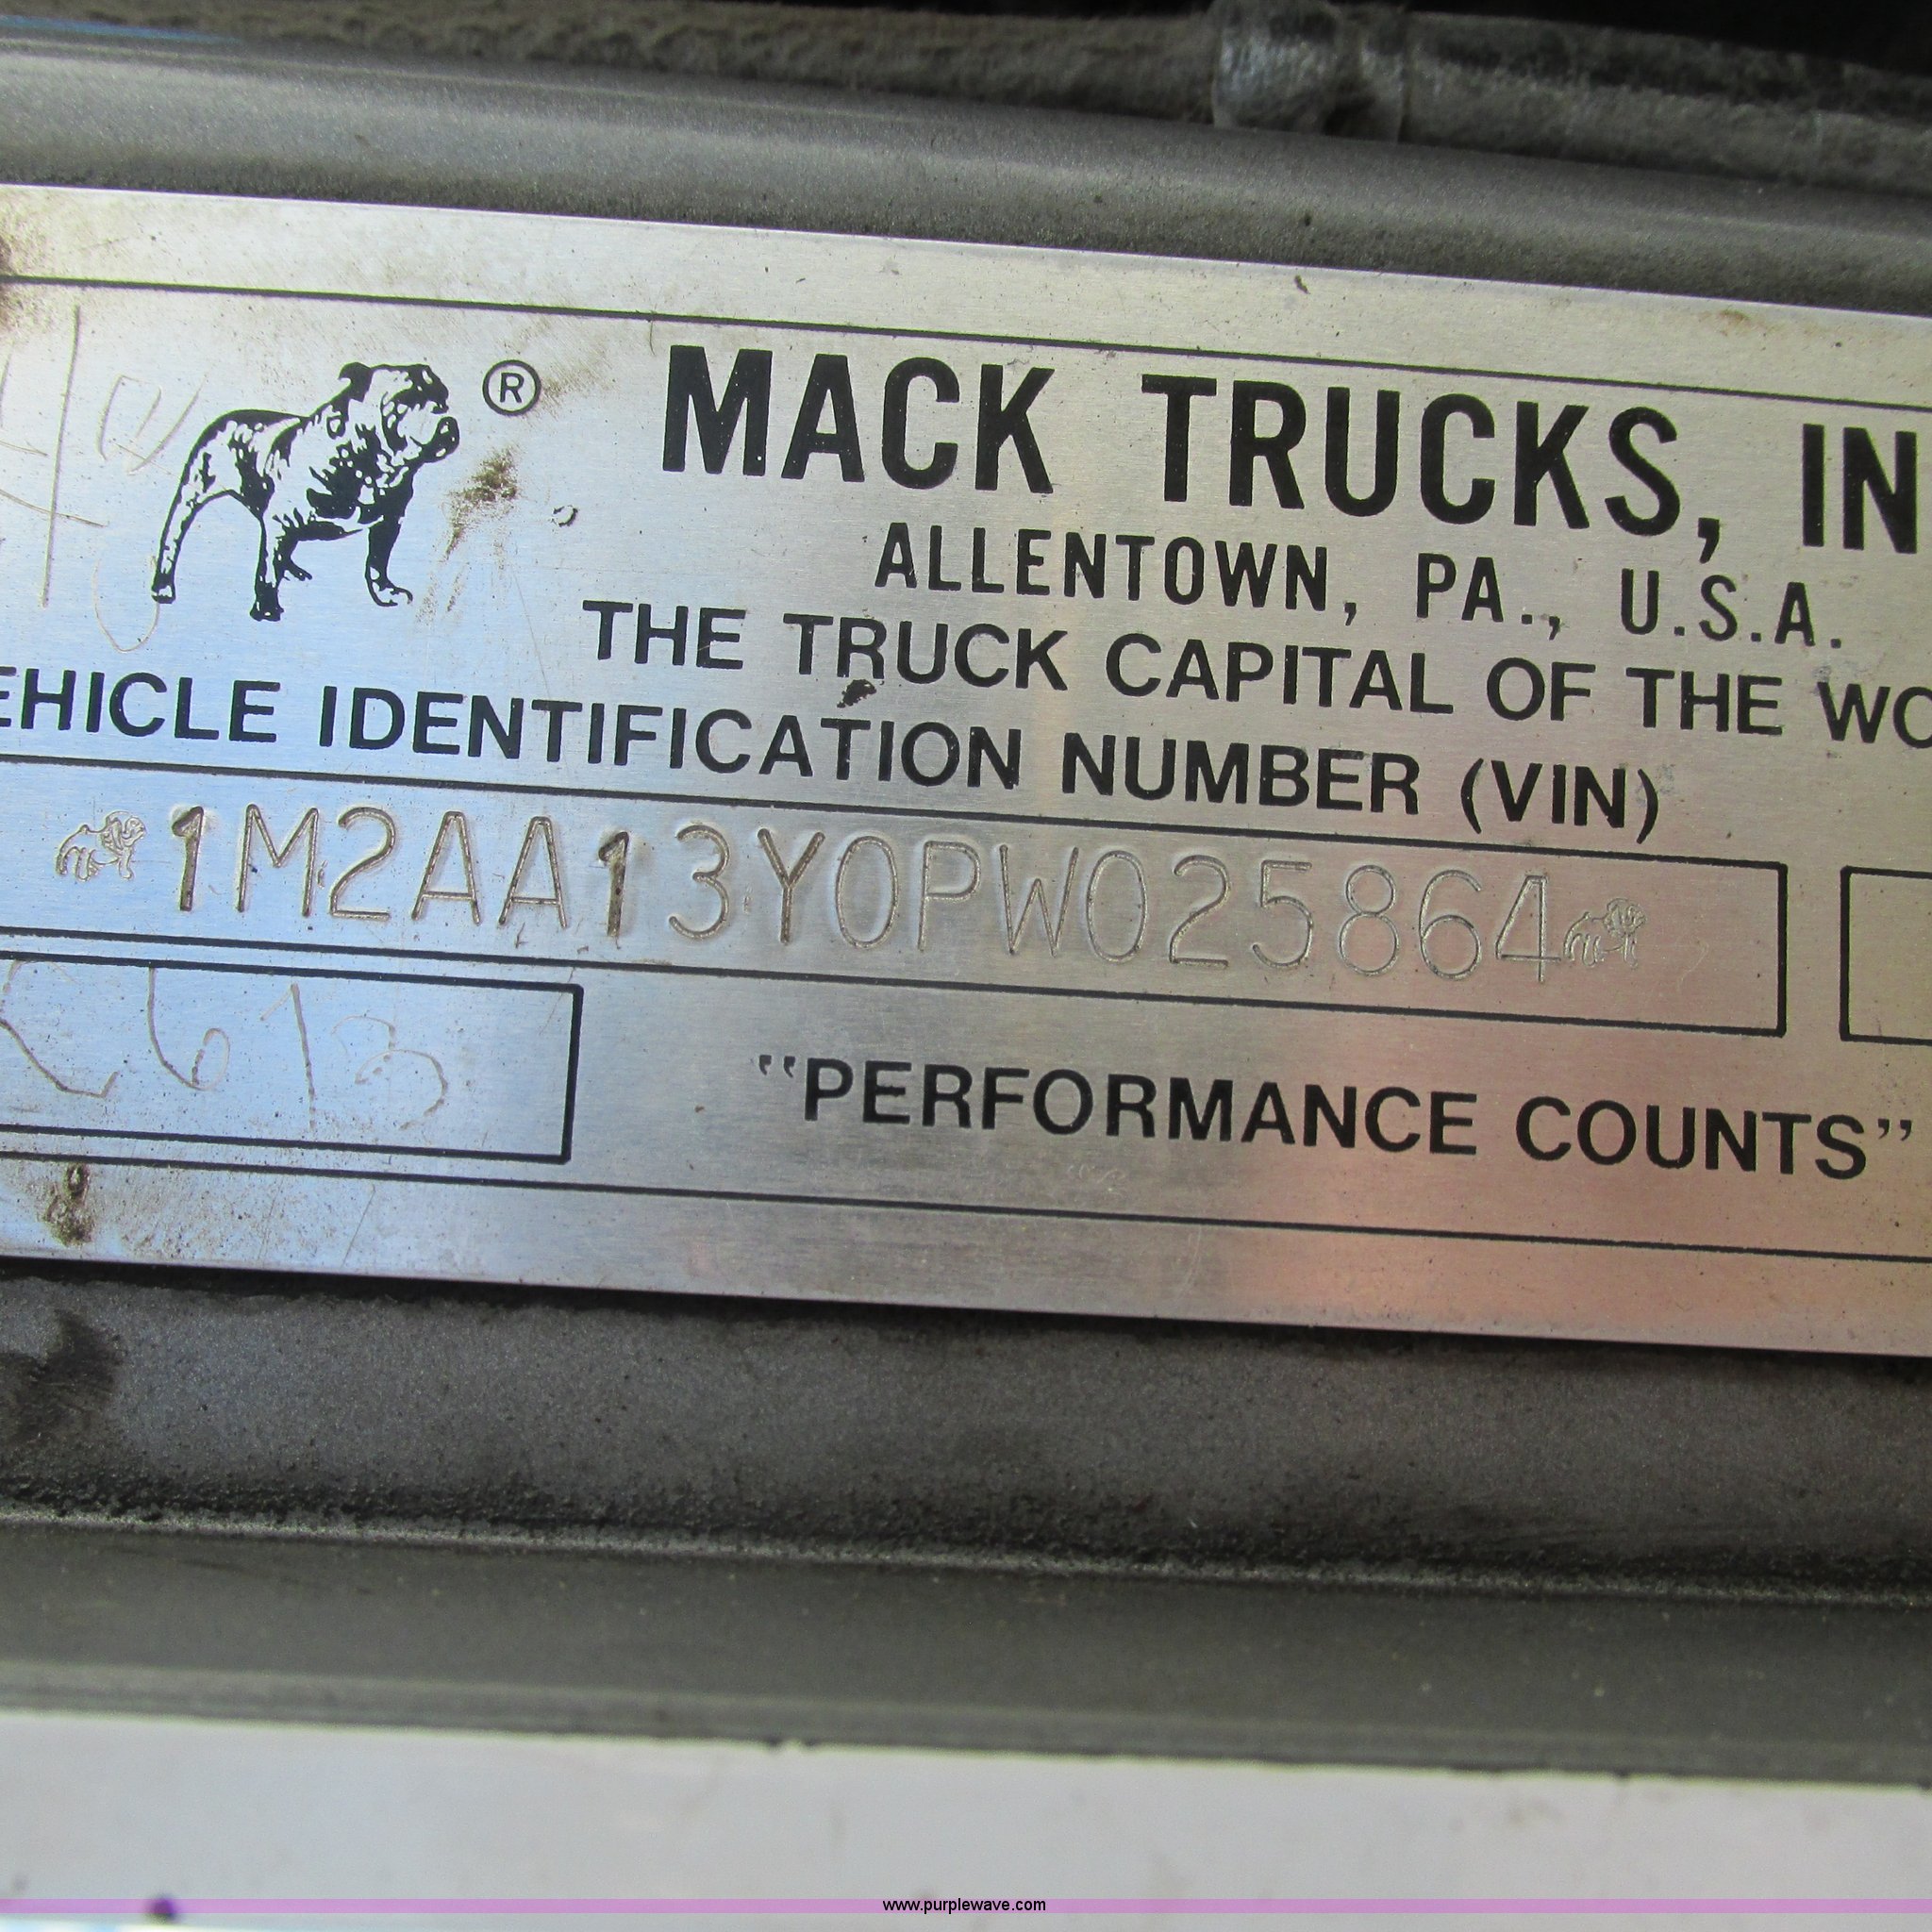 ® MACK TRUCKS, IN
ALLENTOWN, PA., U.S.A.
THE TRUCK CAPITAL OF THE WO
EHICLE IDENTIFICATION NUMBER (VIN)
1M2AA13Y0PW025864
613
"PERFORMANCE COUNTS"
www.purplewave.com